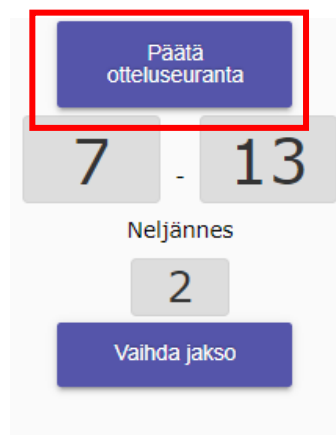 Päätä
otteluseuranta
7 - 13
Neljännes
2
Vaihda jakso